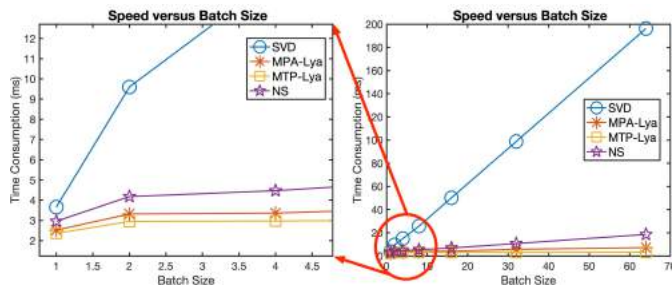 Speed versus Batch Size
Time Consumption (ms)
12
11
10
9
8
7
6
5
4
3
2
1
1.5
2
2.5
3
3.5
4
4.5
Batch Size
SVD
MPA-Lya
MTP-Lya
NS
Speed versus Batch Size
Time Consumption (ms)
200
180
160
140
120
100
80
60
40
20
0
10
20
30
40
50
60
70
Batch Size
SVD
MPA-Lya
MTP-Lya
NS